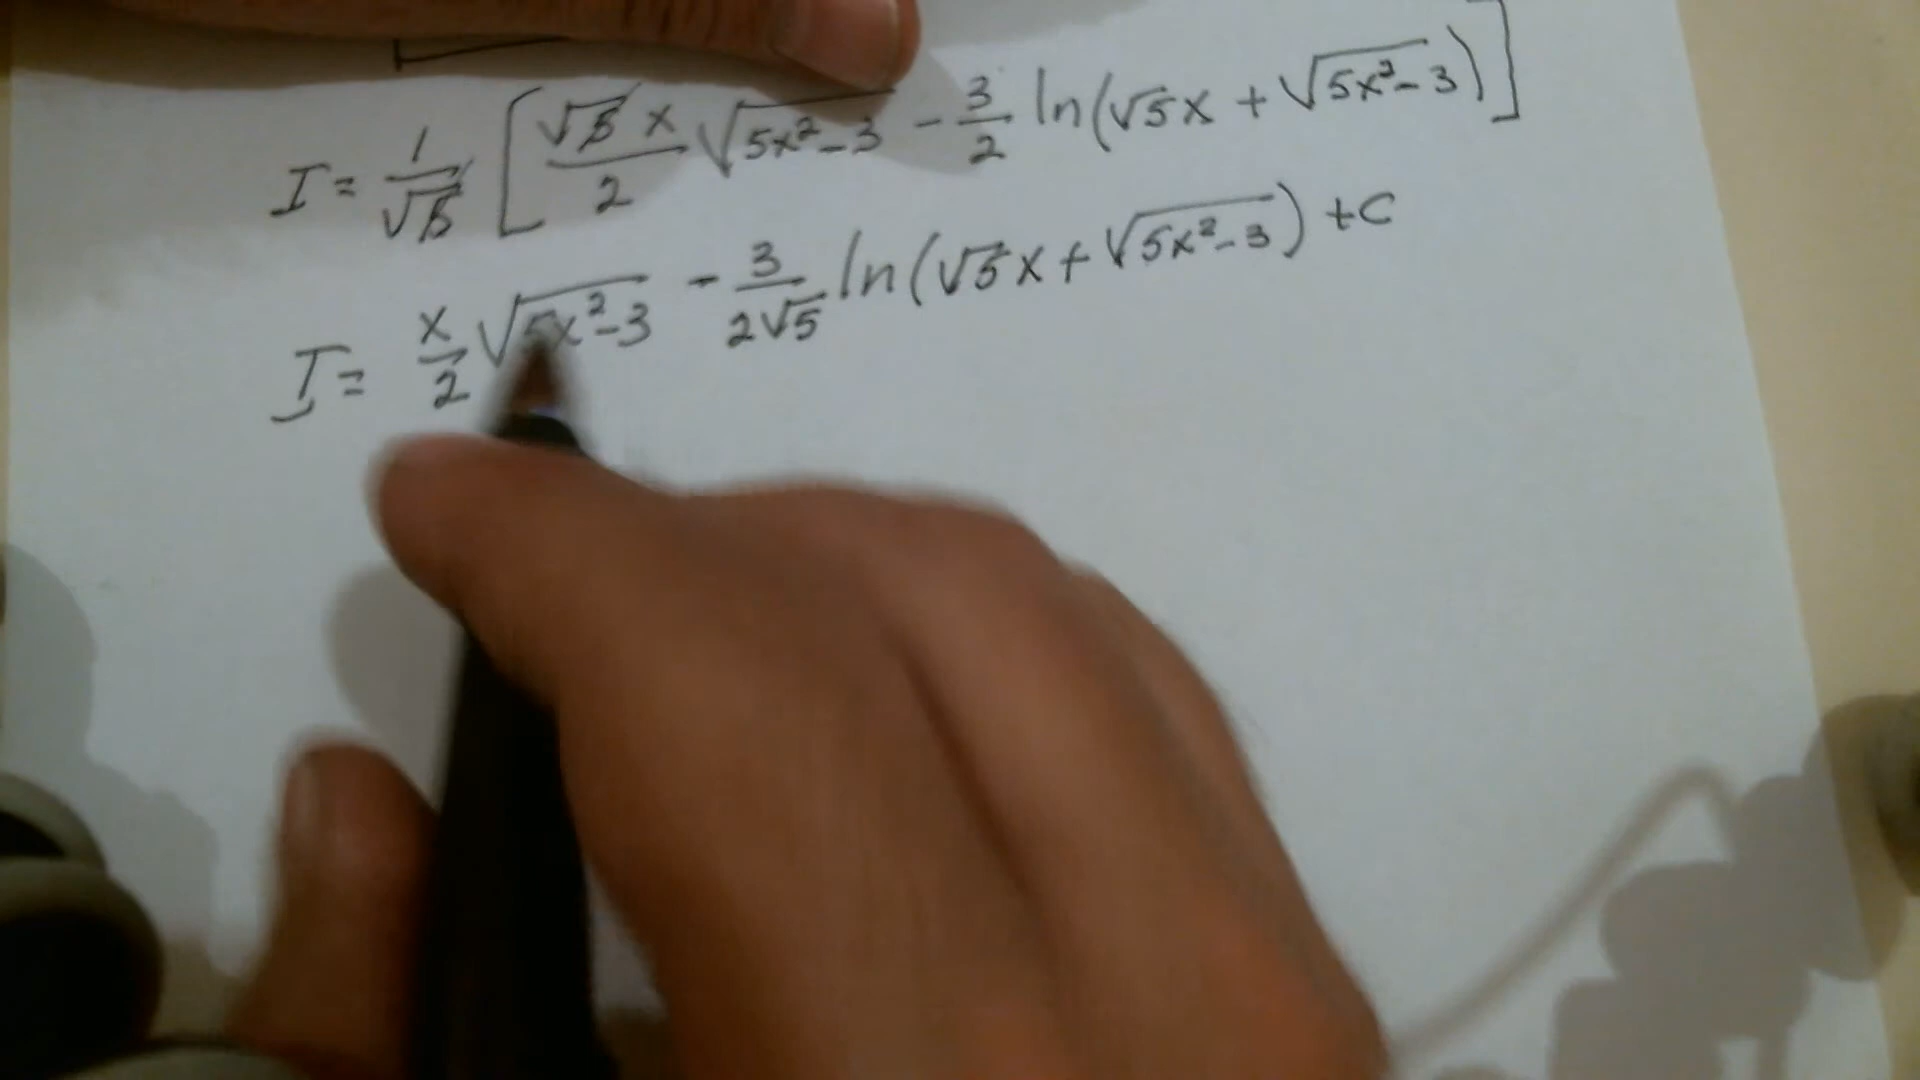 I = 1/√5 [ √5 x/2 √5x²-3 - 3/2 ln(√5x + √5x²-3) ]
I = x/2 √5x²-3 - 3/2√5 ln(√5x + √5x²-3) + C